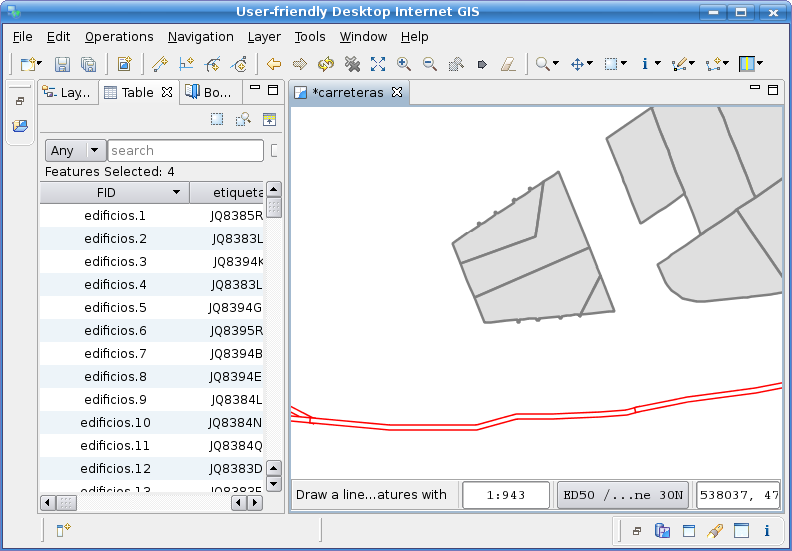 User-friendly Desktop Internet GIS
File Edit Operations Navigation Layer Tools Window Help
Lay... Table Bo... *carreteras
Any search
Features Selected: 4
FID etiqueta
edificios.1 JQ8385R
edificios.2 JQ8383L
edificios.3 JQ8394K
edificios.4 JQ8383L
edificios.5 JQ8394G
edificios.6 JQ8395R
edificios.7 JQ8394B
edificios.8 JQ8394E
edificios.9 JQ8384L
edificios.10 JQ8384N
edificios.11 JQ8384Q
edificios.12 JQ8383D
edificios.13 JQ8383F
Draw a line...atures with 1:943 ED50 /...ne 30N 538037, 47